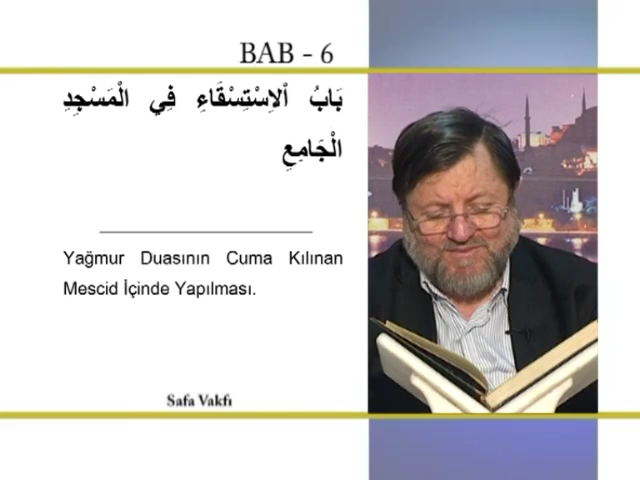 BAB - 6
بَابُ ٱلاِسْتِسْقَاءِ فِي الْمَسْجِدِ
الْجَامِعِ
Yağmur Duasının Cuma Kılınan
Mescid İçinde Yapılması.
Safa Vakfı